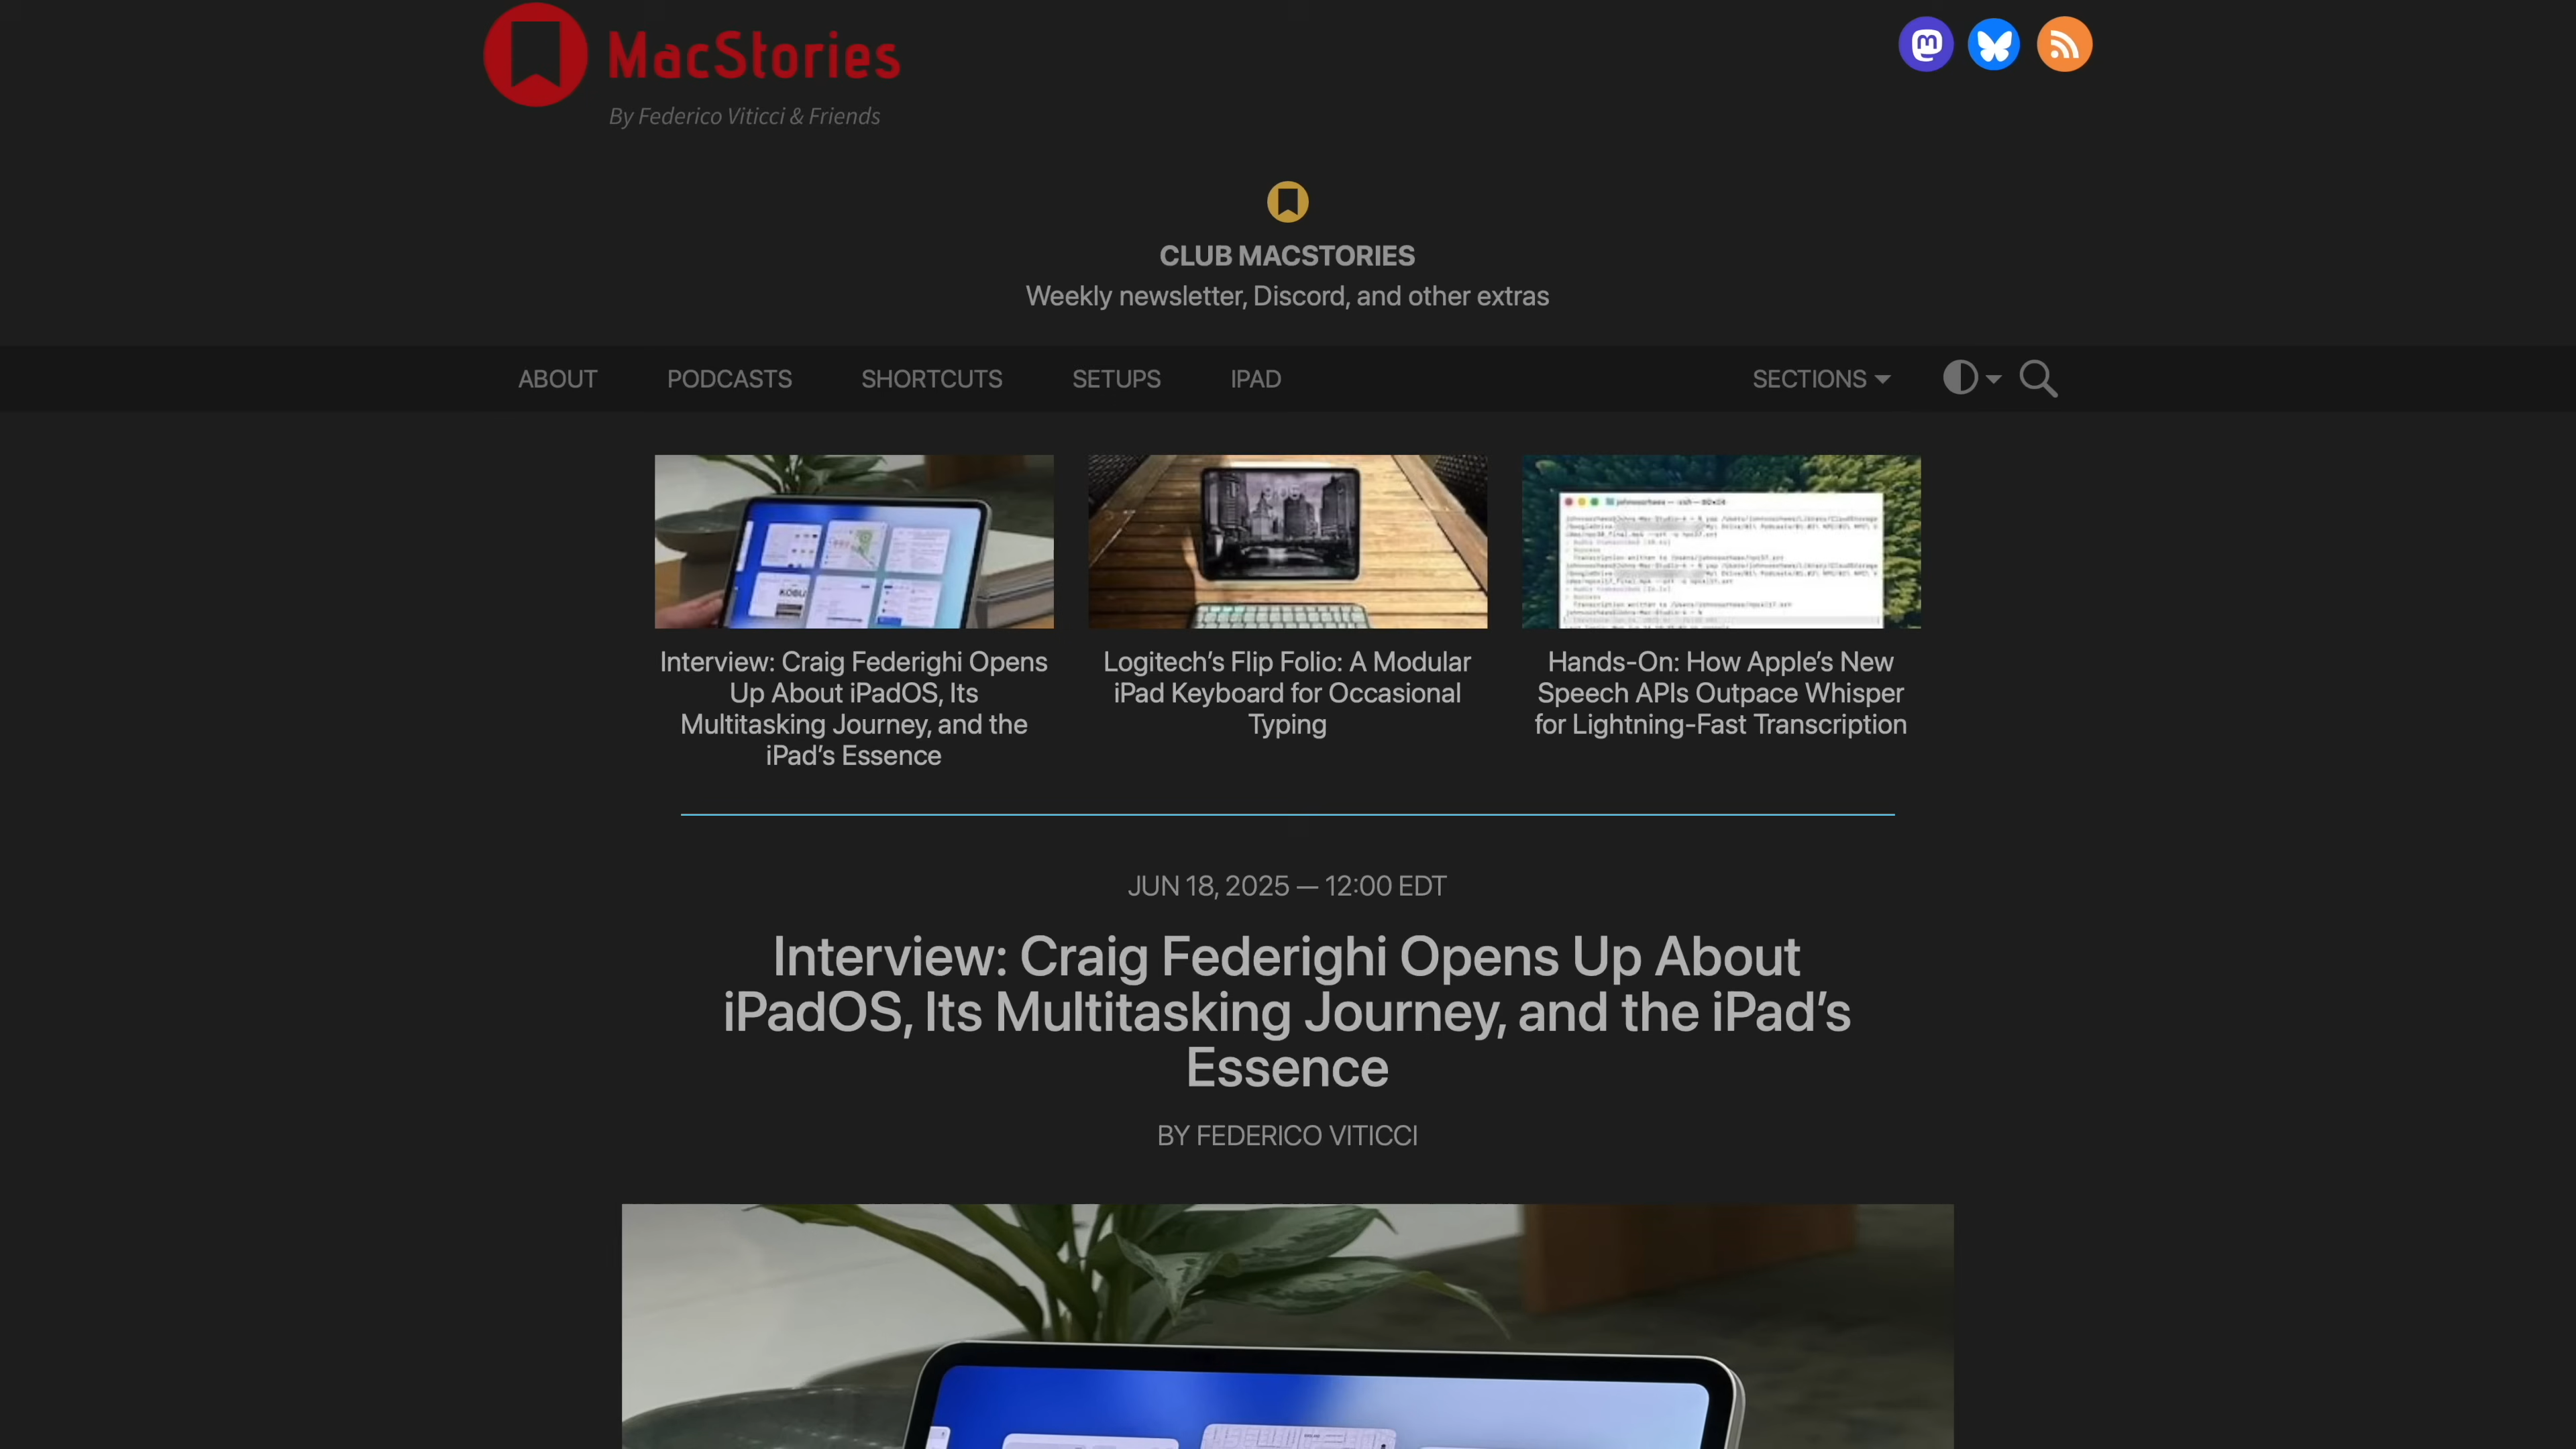 MacStories
By Federico Viticci & Friends
CLUB MACSTORIES
Weekly newsletter, Discord, and other extras
ABOUT PODCASTS SHORTCUTS SETUPS IPAD SECTIONS
Interview: Craig Federighi Opens
Up About iPadOS, Its
Multitasking Journey, and the
iPad’s Essence
Logitech’s Flip Folio: A Modular
iPad Keyboard for Occasional
Typing
Hands-On: How Apple’s New
Speech APIs Outpace Whisper
for Lightning-Fast Transcription
JUN 18, 2025 — 12:00 EDT
Interview: Craig Federighi Opens Up About
iPadOS, Its Multitasking Journey, and the iPad’s
Essence
BY FEDERICO VITICCI